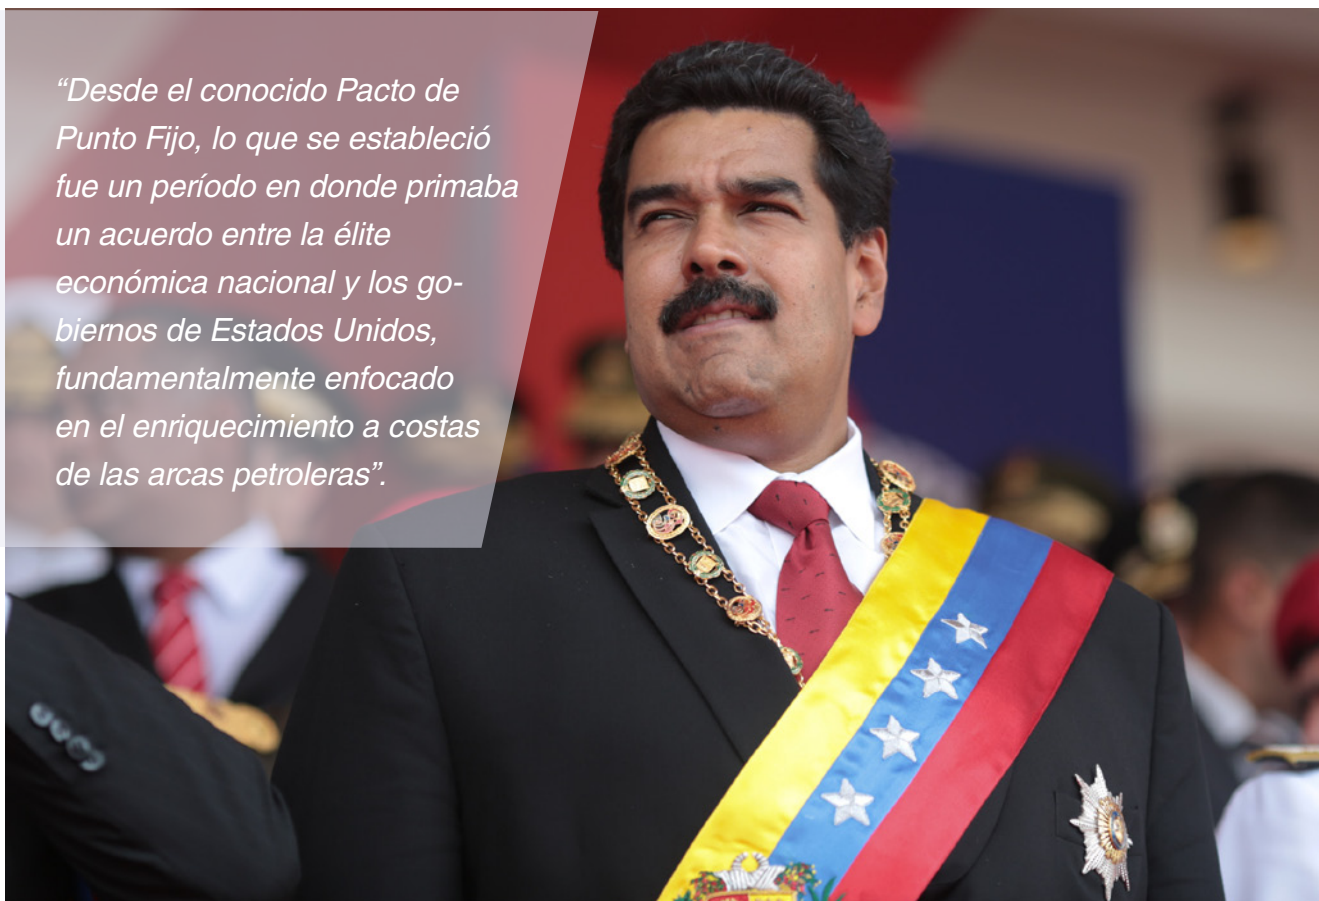 “Desde el conocido Pacto de
Punto Fijo, lo que se estableció
fue un período en donde primaba
un acuerdo entre la élite
económica nacional y los go-
biernos de Estados Unidos,
fundamentalmente enfocado
en el enriquecimiento a costas
de las arcas petroleras”.